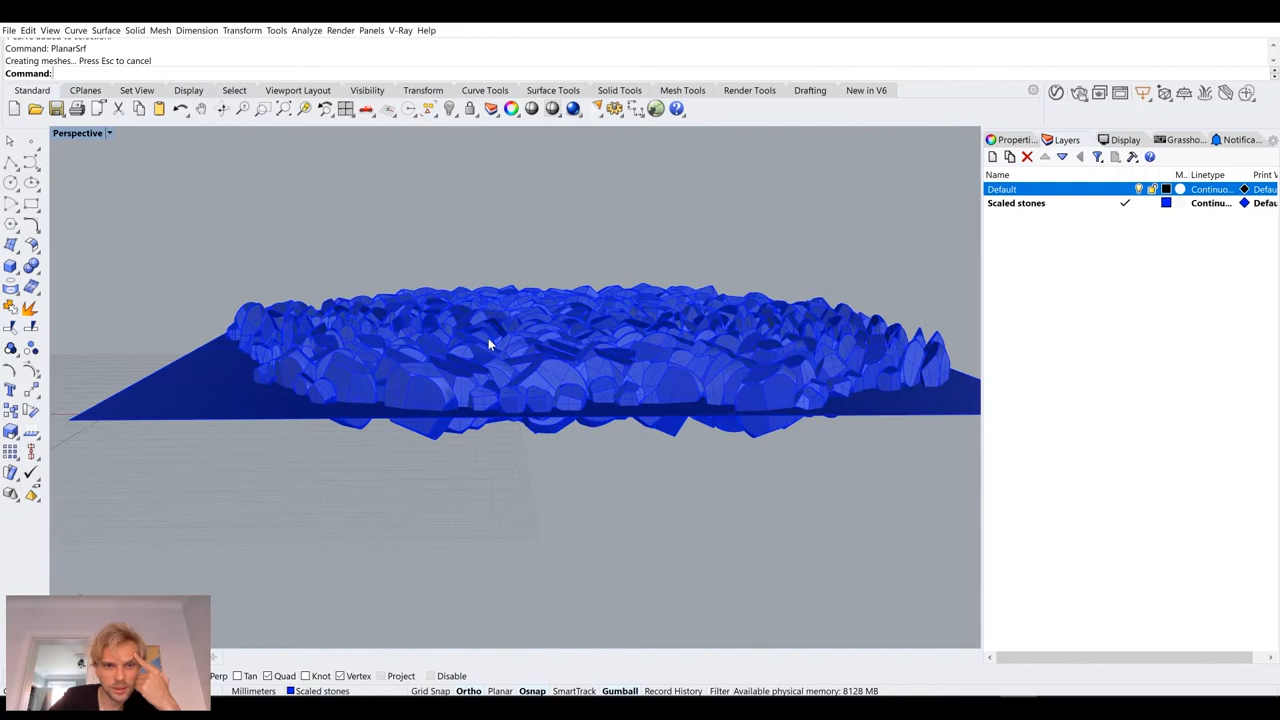 File Edit View Curve Surface Solid Mesh Dimension Transform Tools Analyze Render Panels V-Ray Help
Command: PlanarSrf
Creating meshes... Press Esc to cancel
Command:
Standard CPlanes Set View Display Select Viewport Layout Visibility Transform Curve Tools Surface Tools Solid Tools Mesh Tools Render Tools Drafting New in V6
Perspective
Properti... Layers Display Grassho... Notifica...
Name M.. Linetype Print V
Default Continuo... Defau
Scaled stones Continu... Defau
Perp Tan Quad Knot Vertex Project Disable
Millimeters Scaled stones Grid Snap Ortho Planar Osnap SmartTrack Gumball Record History Filter Available physical memory: 8128 MB